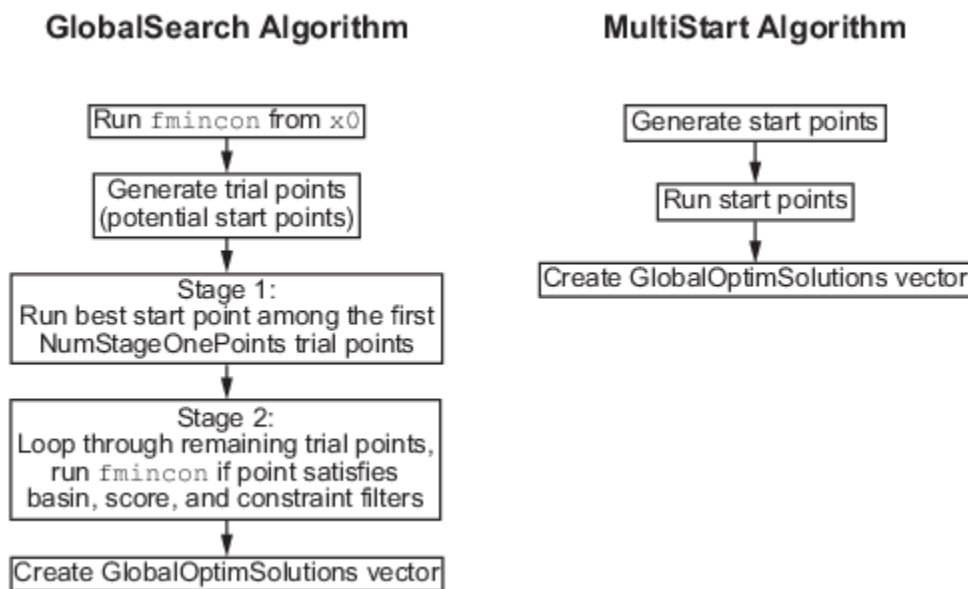 GlobalSearch Algorithm
Run fmincon from x0
Generate trial points
(potential start points)
Stage 1:
Run best start point among the first
NumStageOnePoints trial points
Stage 2:
Loop through remaining trial points,
run fmincon if point satisfies
basin, score, and constraint filters
Create GlobalOptimSolutions vector
MultiStart Algorithm
Generate start points
Run start points
Create GlobalOptimSolutions vector